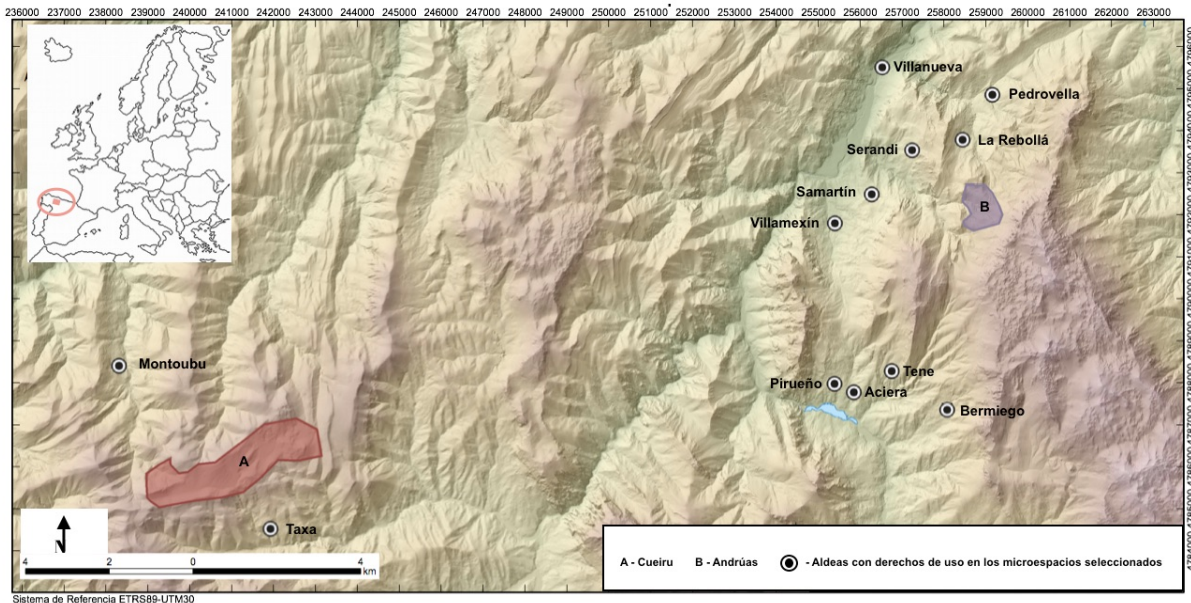 236000 237000 238000 239000 240000 241000 242000 243000 244000 245000 246000 247000 248000 249000 250000 251000 252000 253000 254000 255000 256000 257000 258000 259000 260000 261000 262000 263000
Villanueva
Pedrovella
La Rebollá
Serandi
Samartín
B
Villamexín
Montoubu
Tene
Pirueño
Aciera
Bermiego
A
Taxa
N
4 2 0 4
km
A - Cueiru B - Andrúas - Aldeas con derechos de uso en los microespacios seleccionados
Sistema de Referencia ETRS89-UTM30